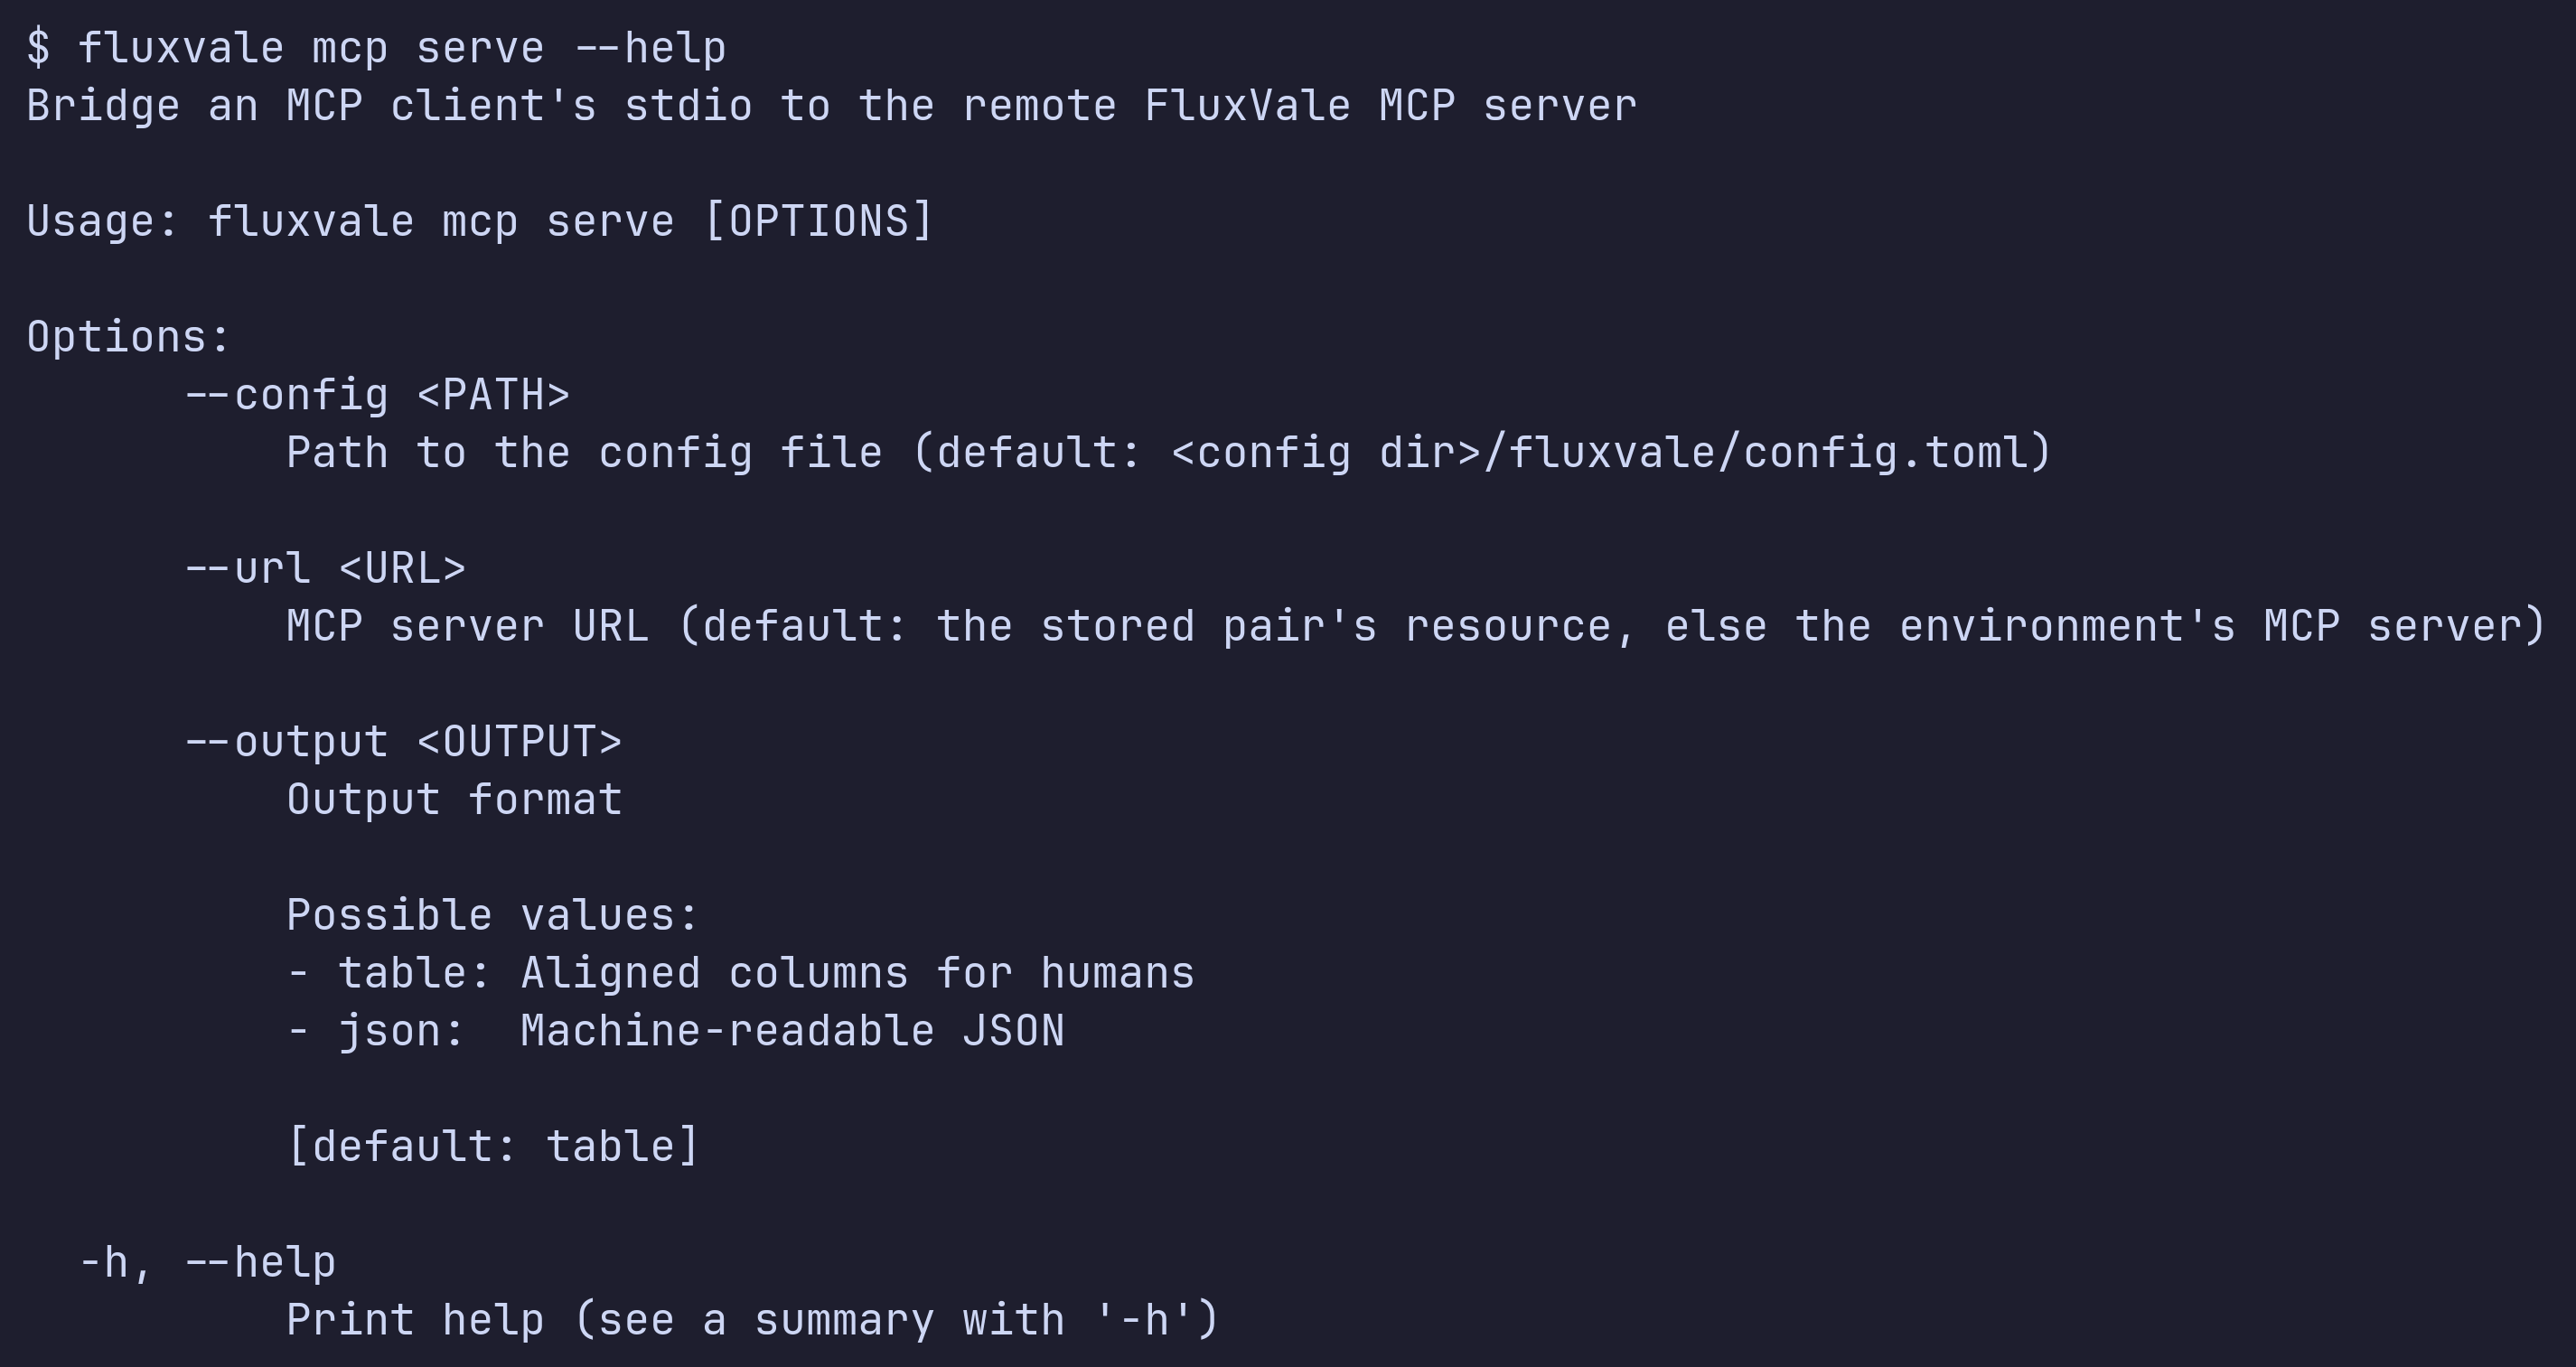 $ fluxvale mcp serve --help
Bridge an MCP client's stdio to the remote FluxVale MCP server

Usage: fluxvale mcp serve [OPTIONS]

Options:
      --config <PATH>
          Path to the config file (default: <config dir>/fluxvale/config.toml)

      --url <URL>
          MCP server URL (default: the stored pair's resource, else the environment's MCP server)

      --output <OUTPUT>
          Output format

          Possible values:
          - table: Aligned columns for humans
          - json:  Machine-readable JSON

          [default: table]

  -h, --help
          Print help (see a summary with '-h')